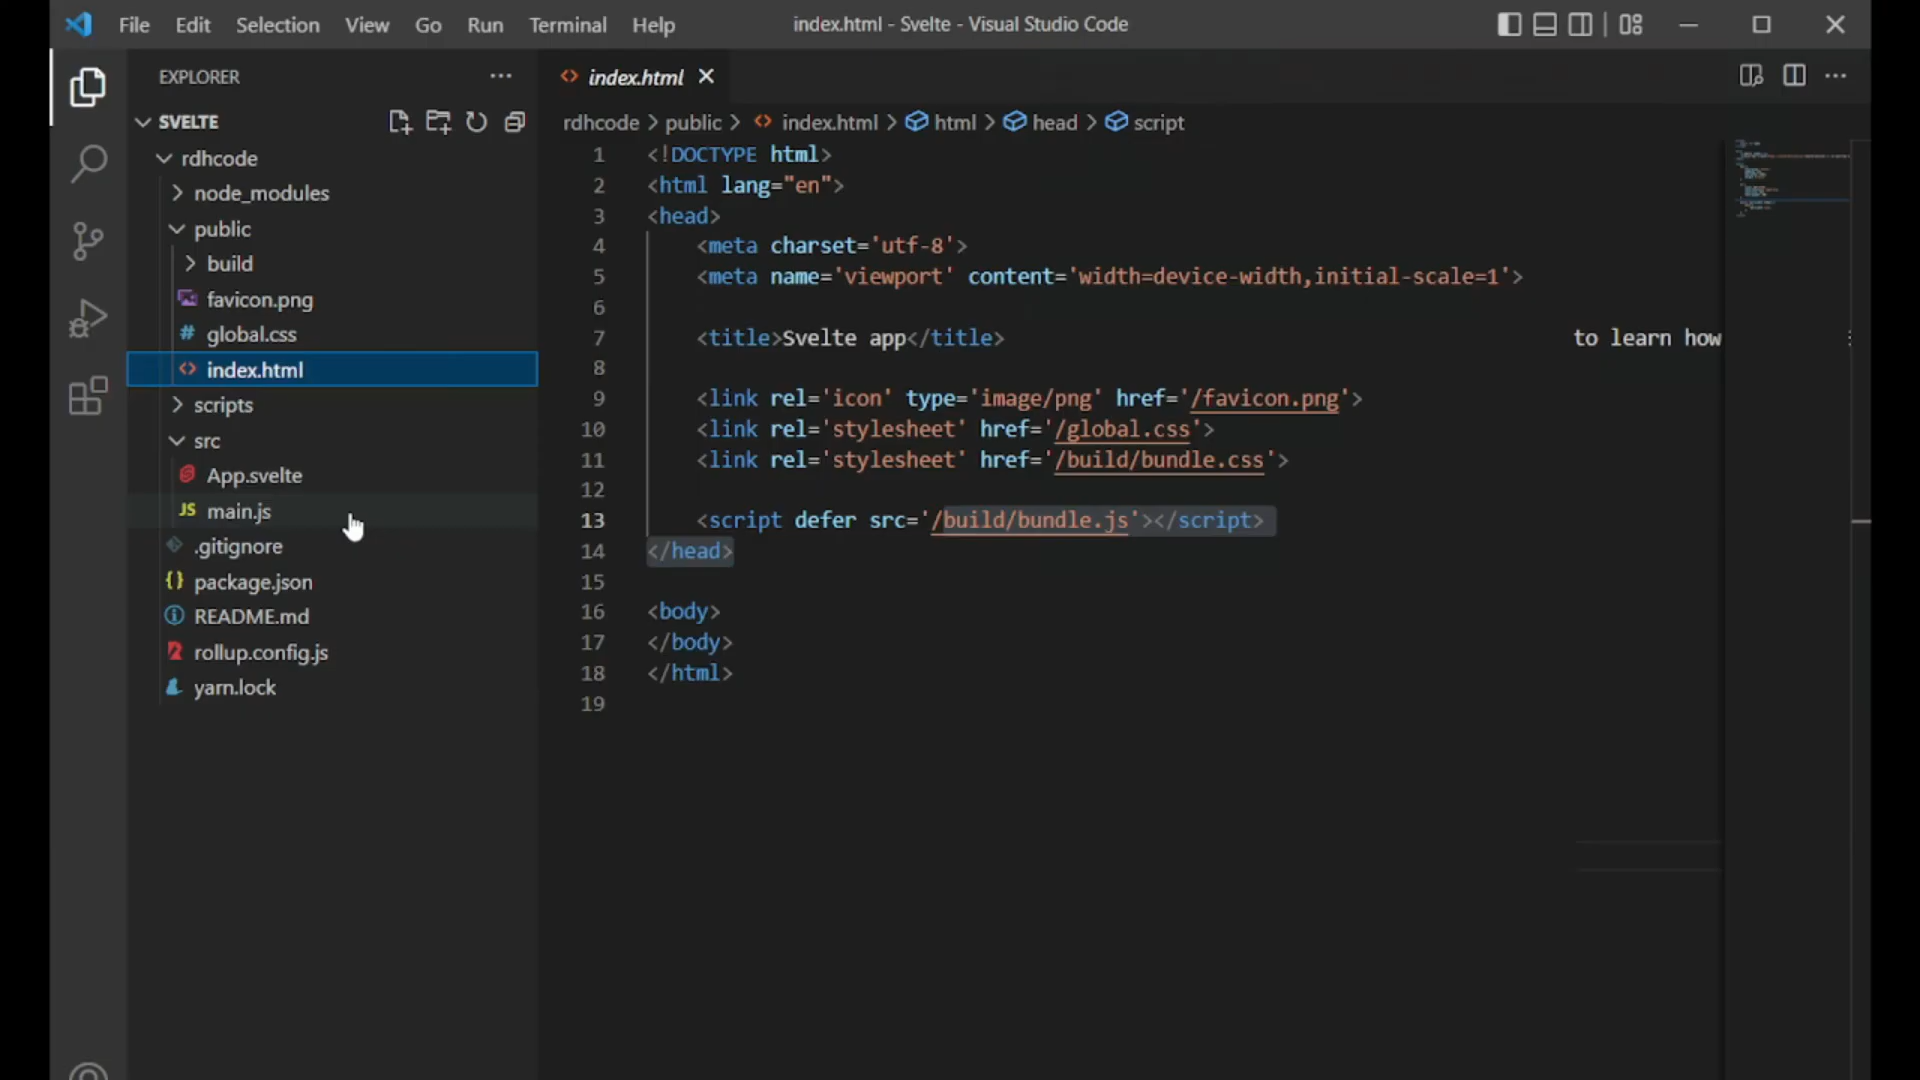 File Edit Selection View Go Run Terminal Help
index.html - Svelte - Visual Studio Code
EXPLORER
SVELTE
rdhcode
node_modules
public
build
favicon.png
# global.css
<> index.html
scripts
src
App.svelte
JS main.js
.gitignore
{} package.json
README.md
rollup.config.js
yarn.lock
<> index.html
rdhcode > public > <> index.html > html > head > script
1 <!DOCTYPE html>
2 <html lang="en">
3 <head>
4 <meta charset='utf-8'>
5 <meta name='viewport' content='width=device-width,initial-scale=1'>
6
7 <title>Svelte app</title>
to learn how
8
9 <link rel='icon' type='image/png' href='/favicon.png'>
10 <link rel='stylesheet' href='/global.css'>
11 <link rel='stylesheet' href='/build/bundle.css'>
12
13 <script defer src='/build/bundle.js'></script>
14 </head>
15
16 <body>
17 </body>
18 </html>
19